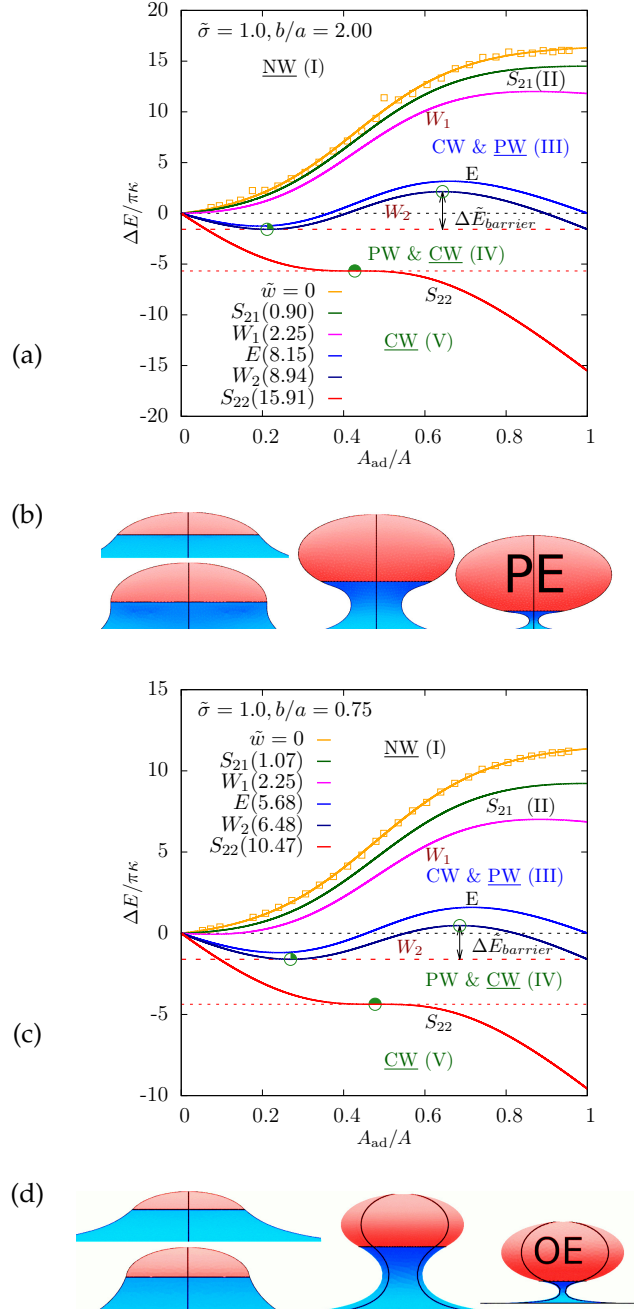 20
σ̃ = 1.0, b/a = 2.00
NW (I)
15
S₂₁(II)
10
W₁
CW & PW (III)
5
E
0
W₂
ΔẼ_barrier
PW & CW (IV)
-5
w̃ = 0
S₂₂
S₂₁(0.90)
-10
W₁(2.25)
CW (V)
E(8.15)
W₂(8.94)
-15
S₂₂(15.91)
-20
ΔE/πκ
0 0.2 0.4 0.6 0.8 1
A_ad/A
(a)
(b)
PE
15
σ̃ = 1.0, b/a = 0.75
w̃ = 0
NW (I)
S₂₁(1.07)
10
W₁(2.25)
E(5.68)
S₂₁ (II)
W₂(6.48)
S₂₂(10.47)
5
W₁
CW & PW (III)
E
0
W₂
ΔẼ_barrier
PW & CW (IV)
-5
S₂₂
CW (V)
-10
ΔE/πκ
0 0.2 0.4 0.6 0.8 1
A_ad/A
(c)
(d)
OE